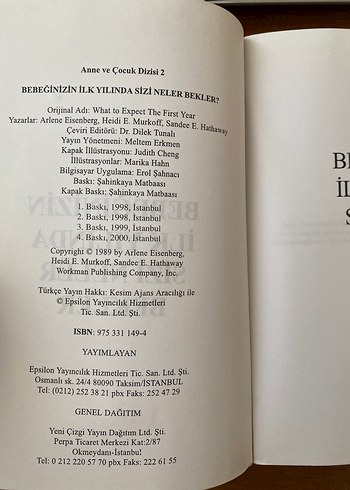 Anne ve Çocuk Dizisi 2
BEBEĞİNİZİN İLK YILINDA SİZİ NELER BEKLER?
Orijinal Adı: What to Expect The First Year
Yazarlar: Arlene Eisenberg, Heidi E. Murkoff, Sandee E. Hathaway
Çeviri Editörü: Dr. Dilek Tunalı
Yayın Yönetmeni: Meltem Erkmen
Kapak İllüstrasyonu: Judith Cheng
İllüstrasyonlar: Marika Hahn
Bilgisayar Uygulama: Erol Şahnacı
Baskı: Şahinkaya Matbaası
Kapak Baskı: Şahinkaya Matbaası
1. Baskı, 1998, İstanbul
2. Baskı, 1998, İstanbul
3. Baskı, 1999, İstanbul
4. Baskı, 2000, İstanbul
Copyright © 1989 by Arlene Eisenberg,
Heidi E. Murkoff, Sandee E. Hathaway
Workman Publishing Company, Inc.
Türkçe Yayın Hakkı: Kesim Ajans Aracılığı ile
© Epsilon Yayıncılık Hizmetleri
Tic. San. Ltd. Şti.
ISBN: 975 331 149-4
YAYIMLAYAN
Epsilon Yayıncılık Hizmetleri Tic. San. Ltd. Şti.
Osmanlı sk. 24/4 80090 Taksim/İSTANBUL
Tel: (0212) 252 38 21 pbx Faks: 252 47 29
GENEL DAĞITIM
Yeni Çizgi Yayın Dağıtım Ltd. Şti.
Perpa Ticaret Merkezi Kat:2/87
Okmeydanı-İstanbul
Tel: 0 212 220 57 70 pbx Faks: 222 61 55